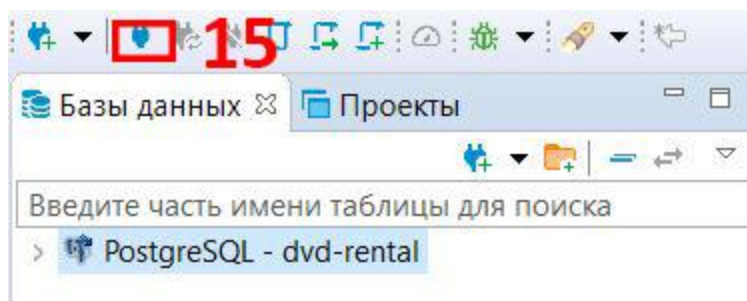 15
Базы данных Проекты
Введите часть имени таблицы для поиска
PostgreSQL - dvd-rental